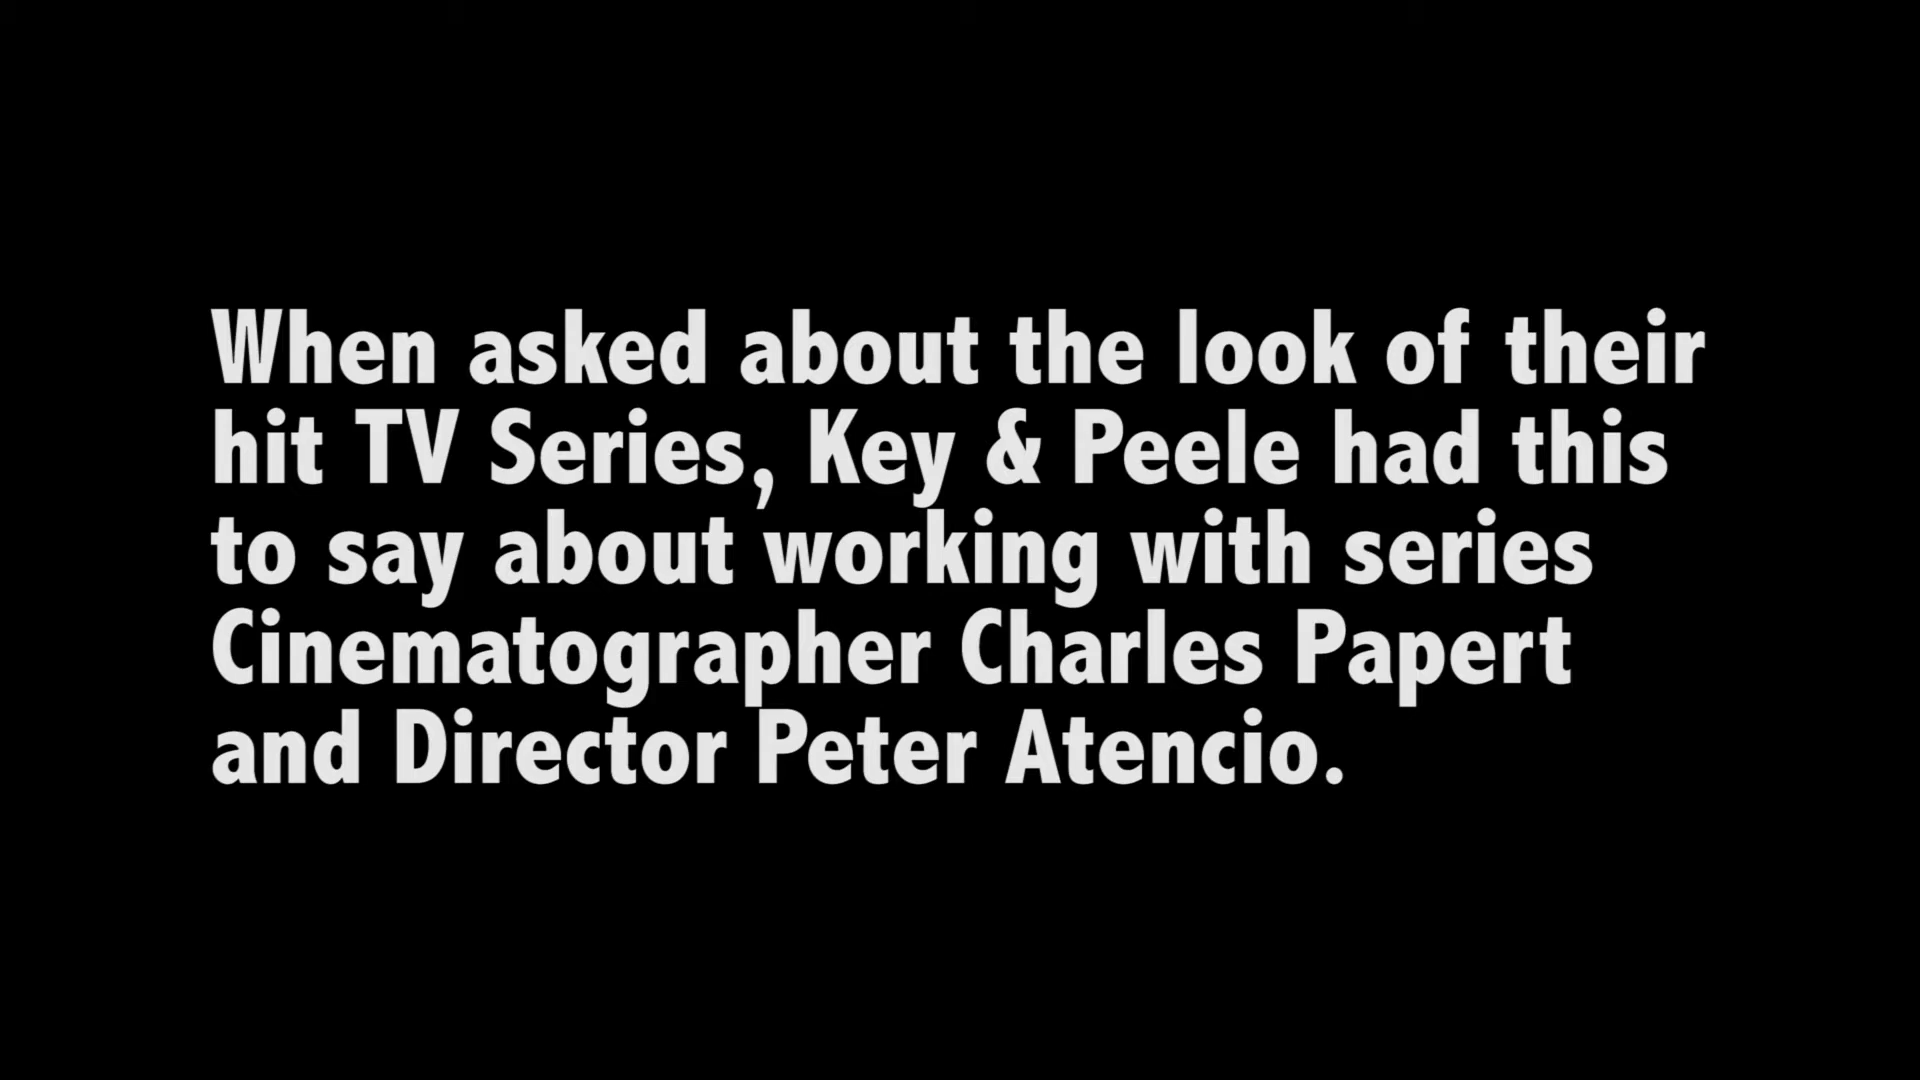 When asked about the look of their
hit TV Series, Key & Peele had this
to say about working with series
Cinematographer Charles Papert
and Director Peter Atencio.